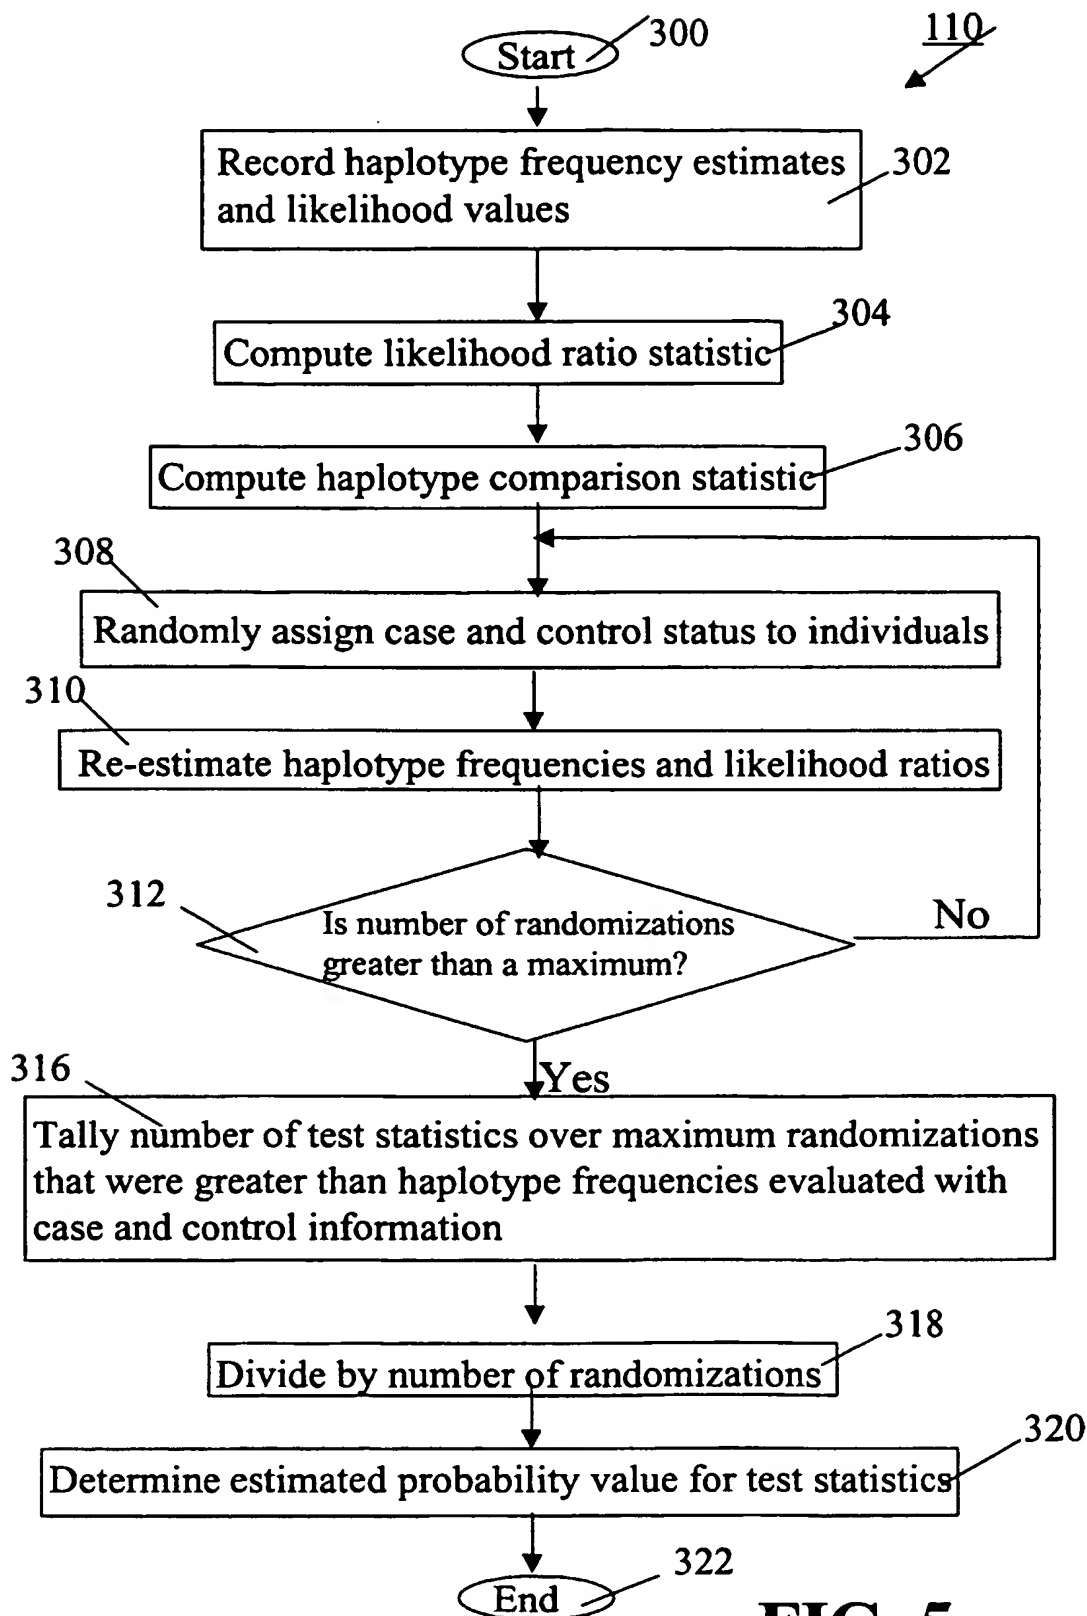 300
110
Start
Record haplotype frequency estimates
and likelihood values
302
304
Compute likelihood ratio statistic
306
Compute haplotype comparison statistic
308
Randomly assign case and control status to individuals
310
Re-estimate haplotype frequencies and likelihood ratios
312
Is number of randomizations
greater than a maximum?
No
Yes
316
Tally number of test statistics over maximum randomizations
that were greater than haplotype frequencies evaluated with
case and control information
318
Divide by number of randomizations
320
Determine estimated probability value for test statistics
322
End
FIG. 5